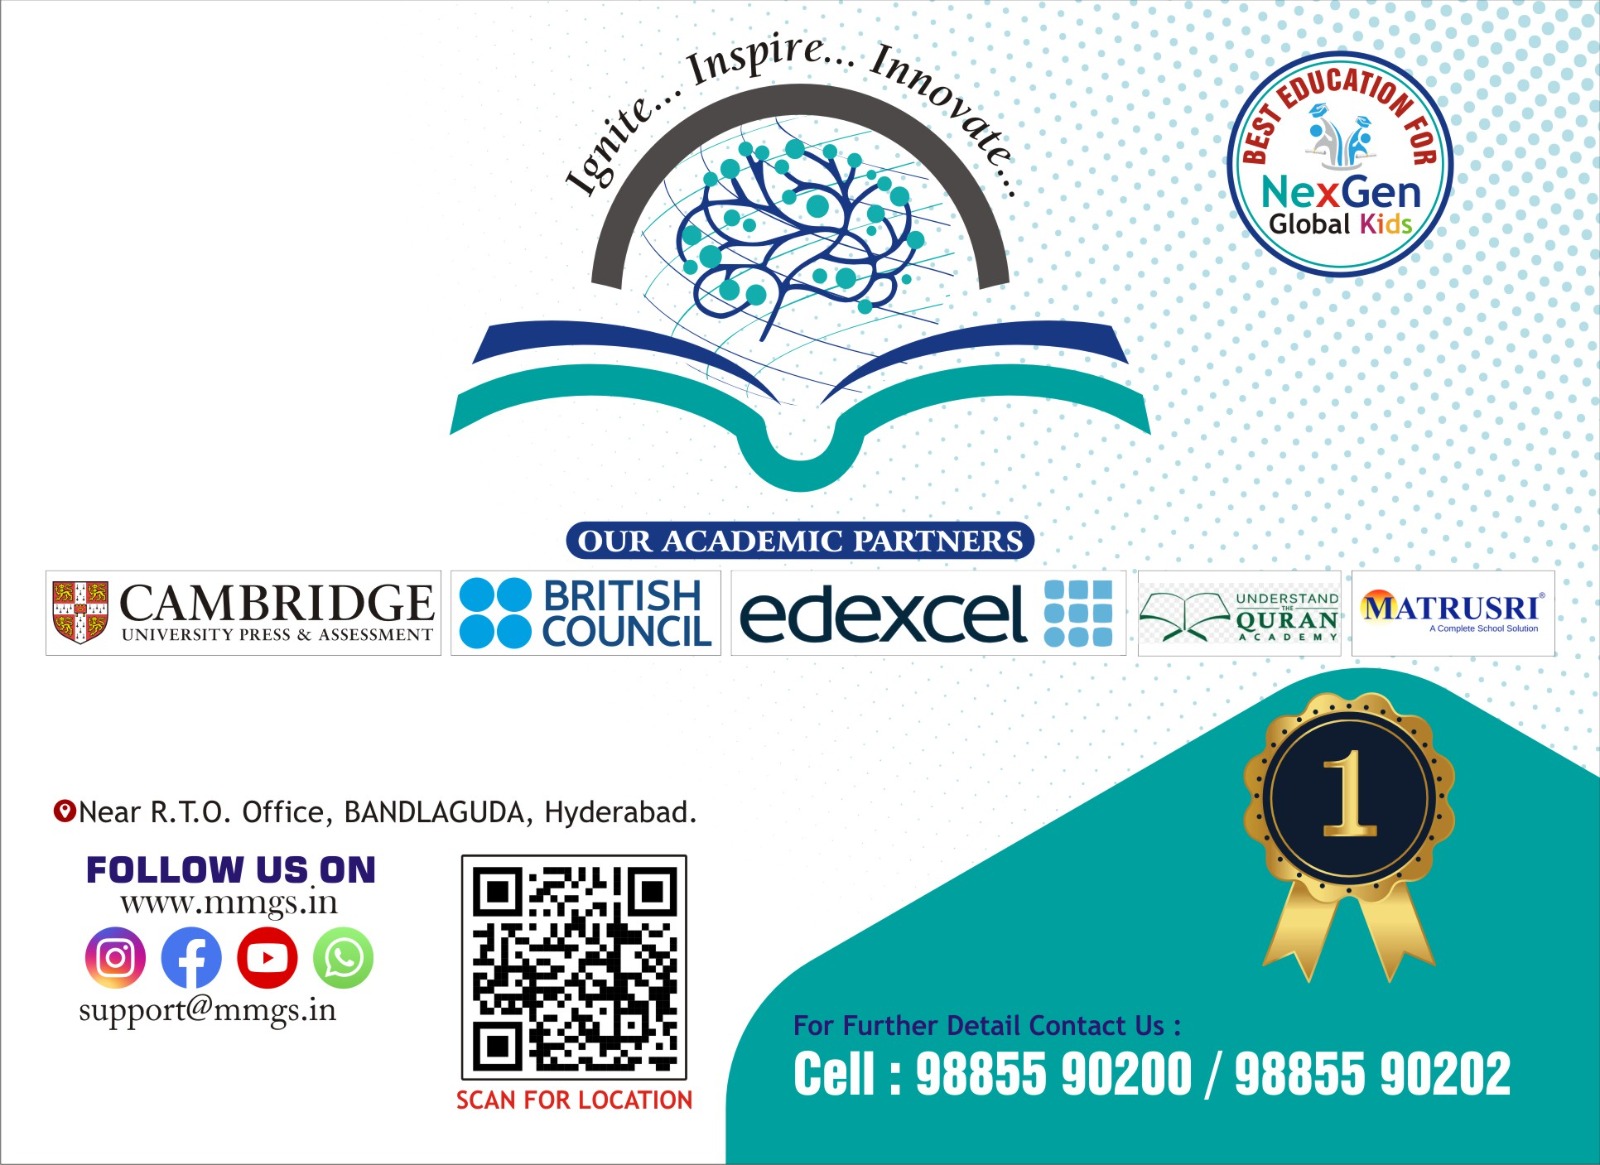 Ignite... Inspire... Innovate...
BEST EDUCATION FOR
NexGen
Global Kids
OUR ACADEMIC PARTNERS
CAMBRIDGE
UNIVERSITY PRESS & ASSESSMENT
BRITISH
COUNCIL
edexcel
UNDERSTAND
THE
QURAN
ACADEMY
MATRUSRI®
A Complete School Solution
1
Near R.T.O. Office, BANDLAGUDA, Hyderabad.
FOLLOW US ON
www.mmgs.in
support@mmgs.in
SCAN FOR LOCATION
For Further Detail Contact Us :
Cell : 98855 90200 / 98855 90202